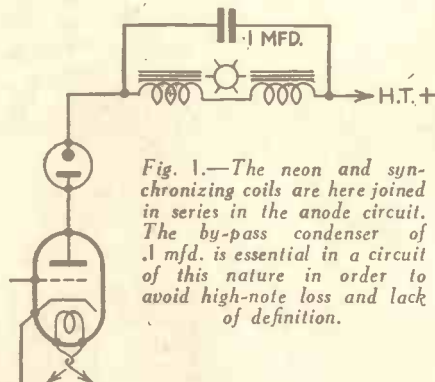 .1 MFD.
H.T.+
Fig. 1.—The neon and syn-
chronizing coils are here joined
in series in the anode circuit.
The by-pass condenser of
.1 mfd. is essential in a circuit
of this nature in order to
avoid high-note loss and lack
of definition.